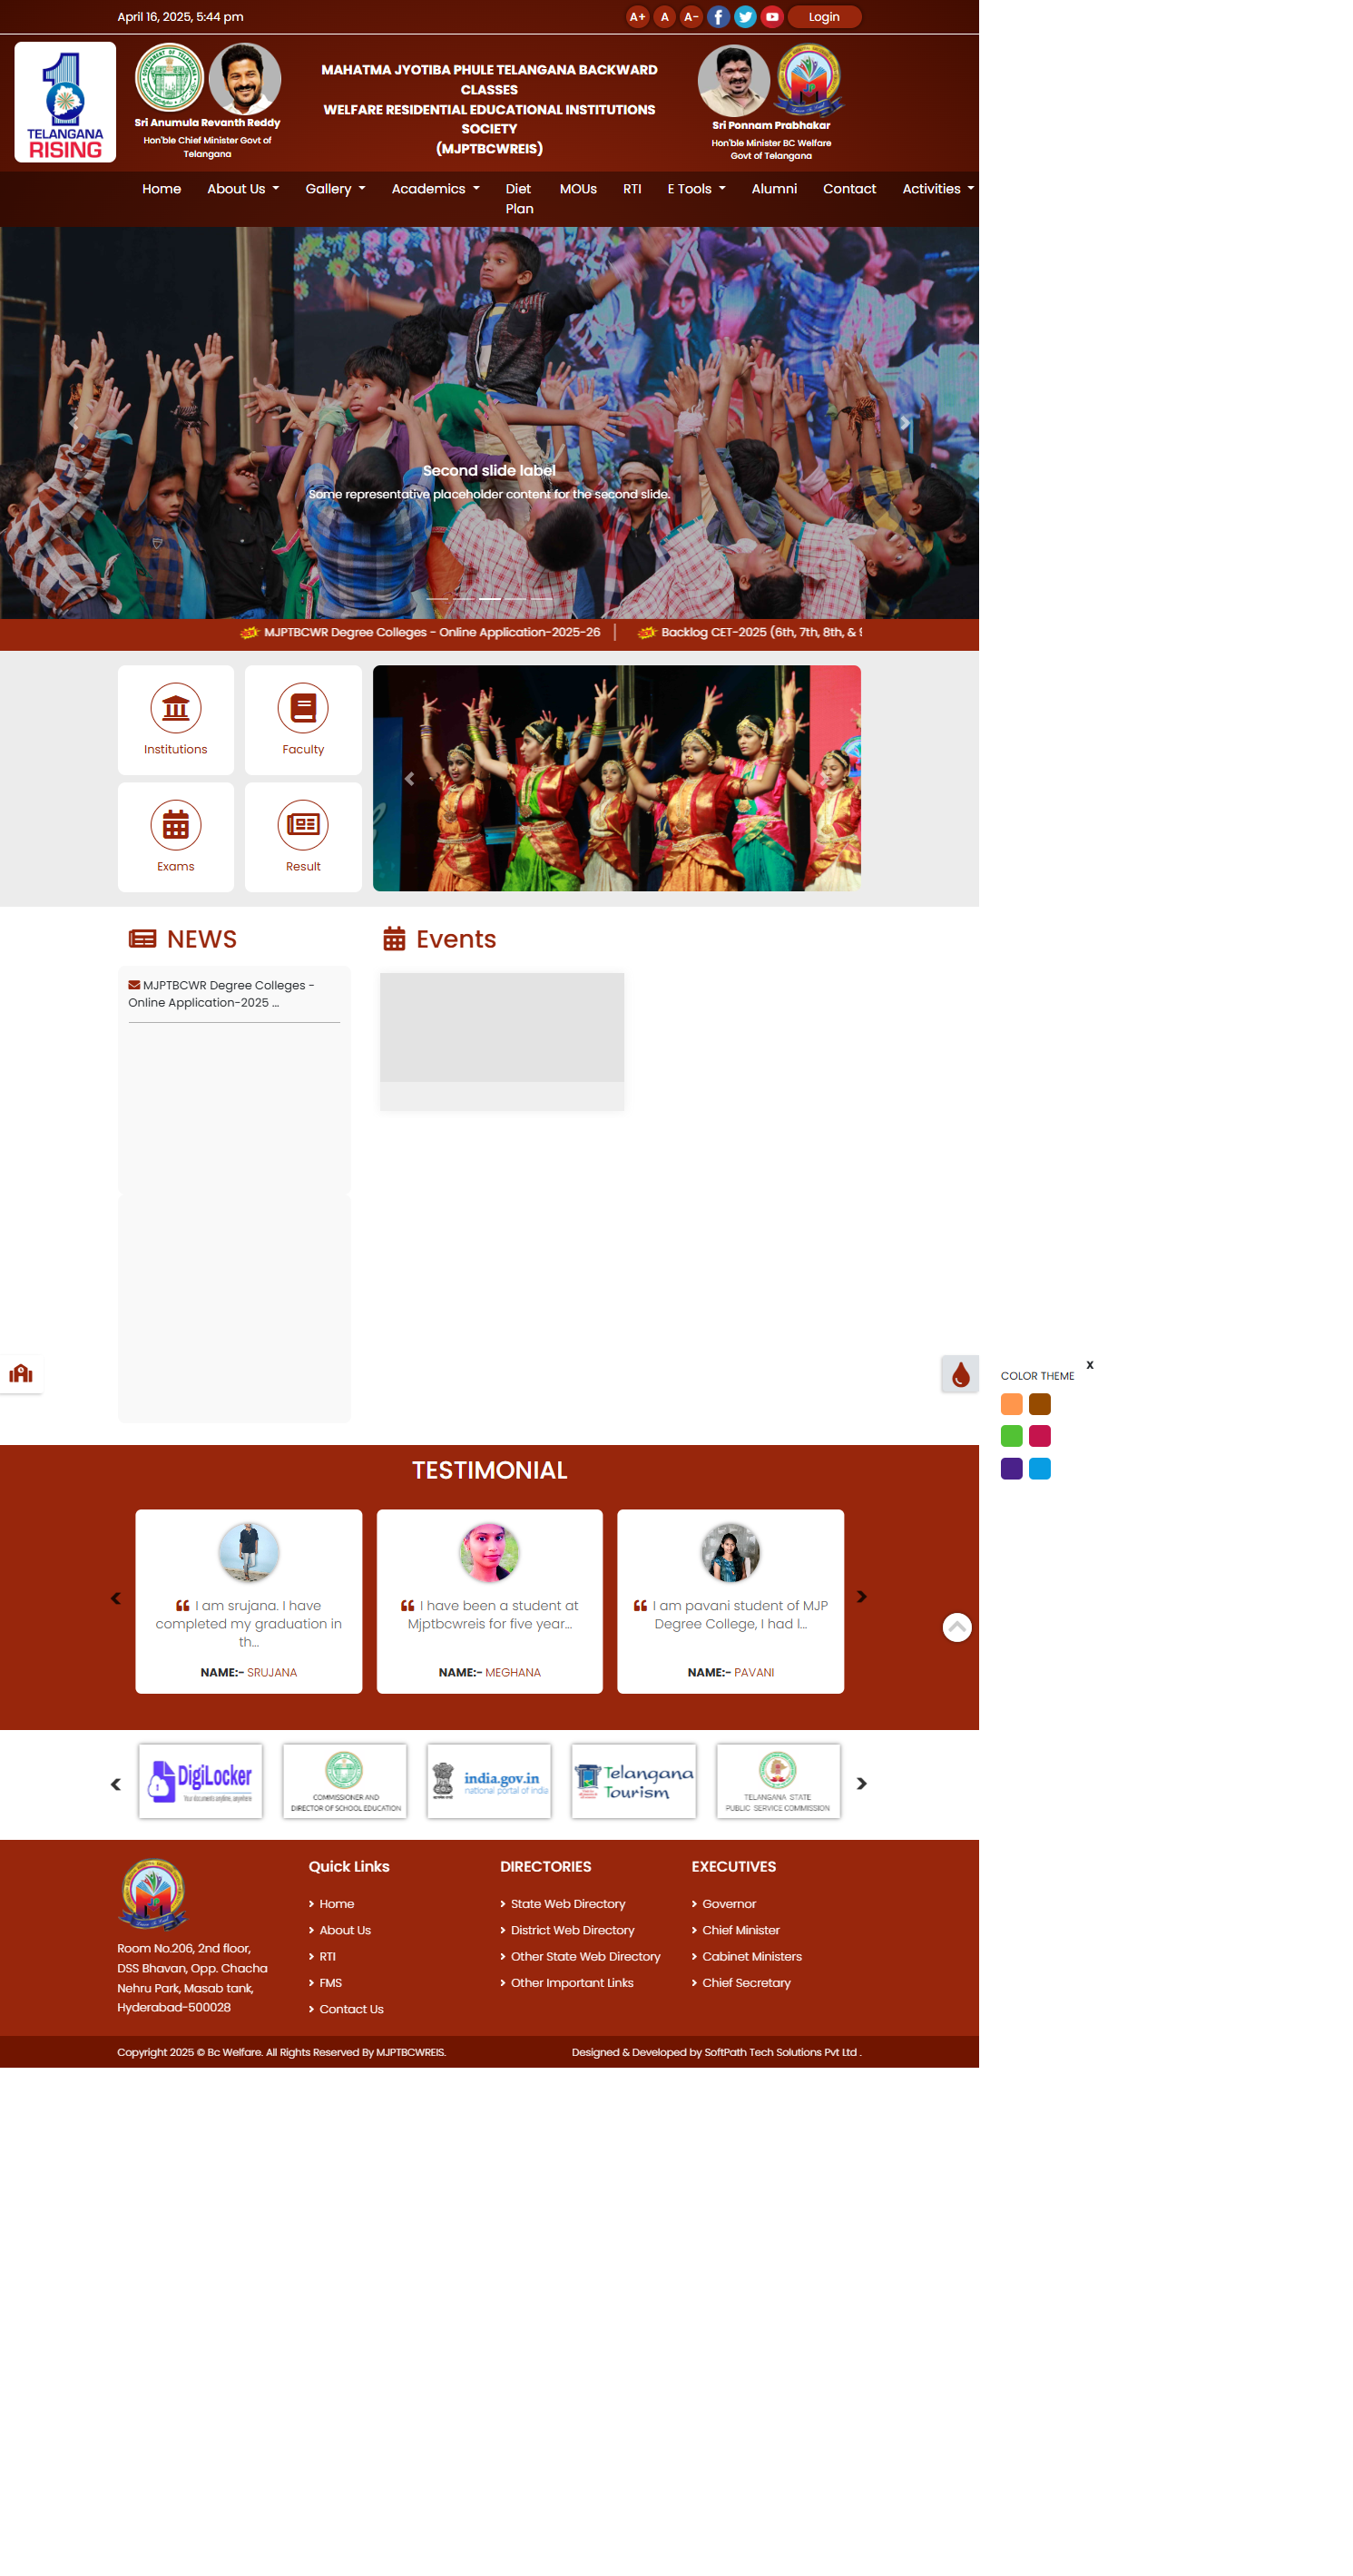 April 16, 2025, 5:44 pm
A+ A A- Login
TELANGANA
RISING
Sri Anumula Revanth Reddy
Hon'ble Chief Minister Govt of
Telangana
MAHATMA JYOTIBA PHULE TELANGANA BACKWARD
CLASSES
WELFARE RESIDENTIAL EDUCATIONAL INSTITUTIONS
SOCIETY
(MJPTBCWREIS)
Sri Ponnam Prabhakar
Hon'ble Minister BC Welfare
Govt of Telangana
Home About Us Gallery Academics Diet Plan MOUs RTI E Tools Alumni Contact Activities
Second slide label
Some representative placeholder content for the second slide.
MJPTBCWR Degree Colleges - Online Application-2025-26 | Backlog CET-2025 (6th, 7th, 8th, & 9
Institutions
Faculty
Exams
Result
NEWS
MJPTBCWR Degree Colleges -
Online Application-2025 ...
Events
x
COLOR THEME
TESTIMONIAL
I am srujana. I have
completed my graduation in
th...
NAME:- SRUJANA
I have been a student at
Mjptbcwreis for five year...
NAME:- MEGHANA
I am pavani student of MJP
Degree College, I had l...
NAME:- PAVANI
DigiLocker
Your documents anytime, anywhere
COMMISSIONER AND
DIRECTOR OF SCHOOL EDUCATION
india.gov.in
national portal of india
Telangana
Tourism
TELANGANA STATE
PUBLIC SERVICE COMMISSION
Room No.206, 2nd floor,
DSS Bhavan, Opp. Chacha
Nehru Park, Masab tank,
Hyderabad-500028
Quick Links
Home
About Us
RTI
FMS
Contact Us
DIRECTORIES
State Web Directory
District Web Directory
Other State Web Directory
Other Important Links
EXECUTIVES
Governor
Chief Minister
Cabinet Ministers
Chief Secretary
Copyright 2025 © Bc Welfare. All Rights Reserved By MJPTBCWREIS.
Designed & Developed by SoftPath Tech Solutions Pvt Ltd .